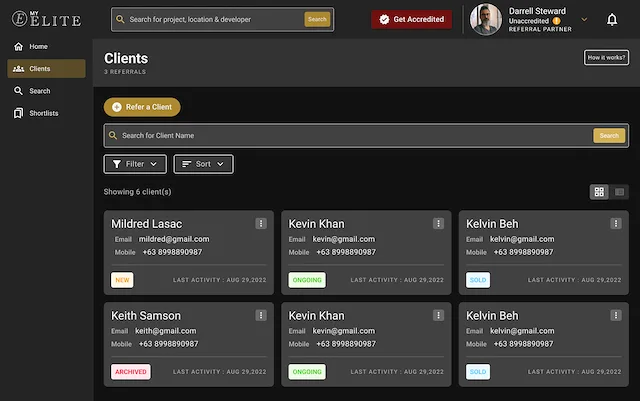 MY
ELITE
Search for project, location & developer
Search
Get Accredited
Darrell Steward
Unaccredited
REFERRAL PARTNER
Home
Clients
Search
Shortlists
Clients
3 REFERRALS
How it works?
Refer a Client
Search for Client Name
Search
Filter
Sort
Showing 6 client(s)
Mildred Lasac
Email mildred@gmail.com
Mobile +63 8998890987
NEW
LAST ACTIVITY : AUG 29,2022
Kevin Khan
Email kevin@gmail.com
Mobile +63 8998890987
ONGOING
LAST ACTIVITY : AUG 29,2022
Kelvin Beh
Email kevin@gmail.com
Mobile +63 8998890987
SOLD
LAST ACTIVITY : AUG 29,2022
Keith Samson
Email keith@gmail.com
Mobile +63 8998890987
ARCHIVED
LAST ACTIVITY : AUG 29,2022
Kevin Khan
Email kevin@gmail.com
Mobile +63 8998890987
ONGOING
LAST ACTIVITY : AUG 29,2022
Kelvin Beh
Email kevin@gmail.com
Mobile +63 8998890987
SOLD
LAST ACTIVITY : AUG 29,2022